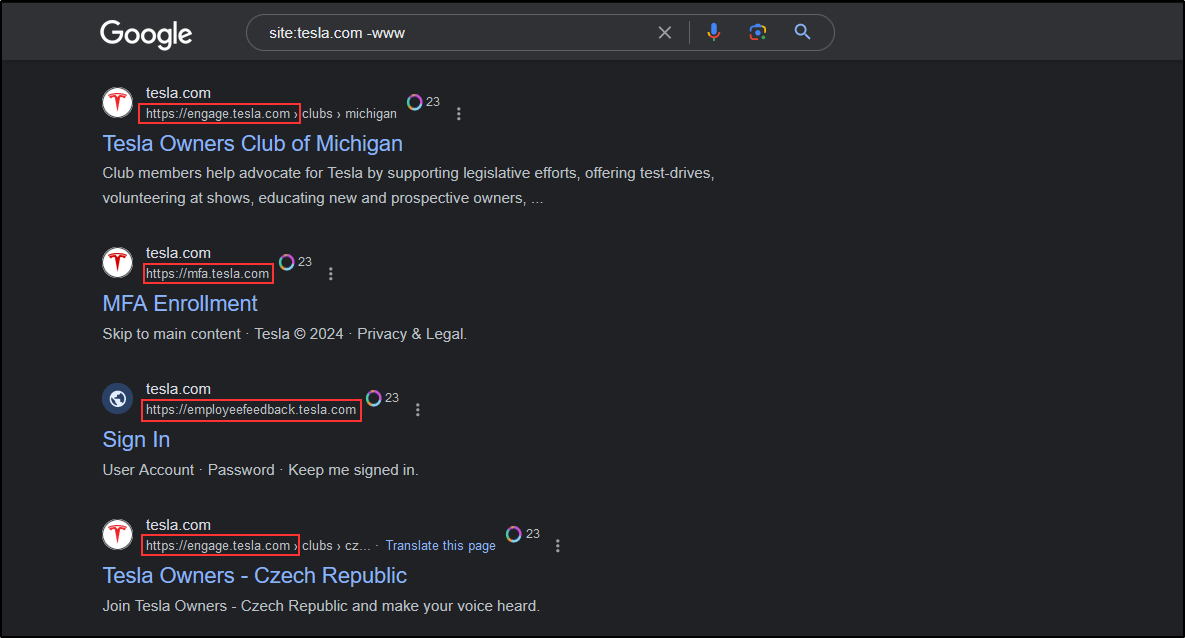 Google
site:tesla.com -www
tesla.com
https://engage.tesla.com › clubs › michigan
23
Tesla Owners Club of Michigan
Club members help advocate for Tesla by supporting legislative efforts, offering test-drives,
volunteering at shows, educating new and prospective owners, ...
tesla.com
https://mfa.tesla.com
23
MFA Enrollment
Skip to main content · Tesla © 2024 · Privacy & Legal.
tesla.com
https://employeefeedback.tesla.com
23
Sign In
User Account · Password · Keep me signed in.
tesla.com
https://engage.tesla.com › clubs › cz... · Translate this page
23
Tesla Owners - Czech Republic
Join Tesla Owners - Czech Republic and make your voice heard.